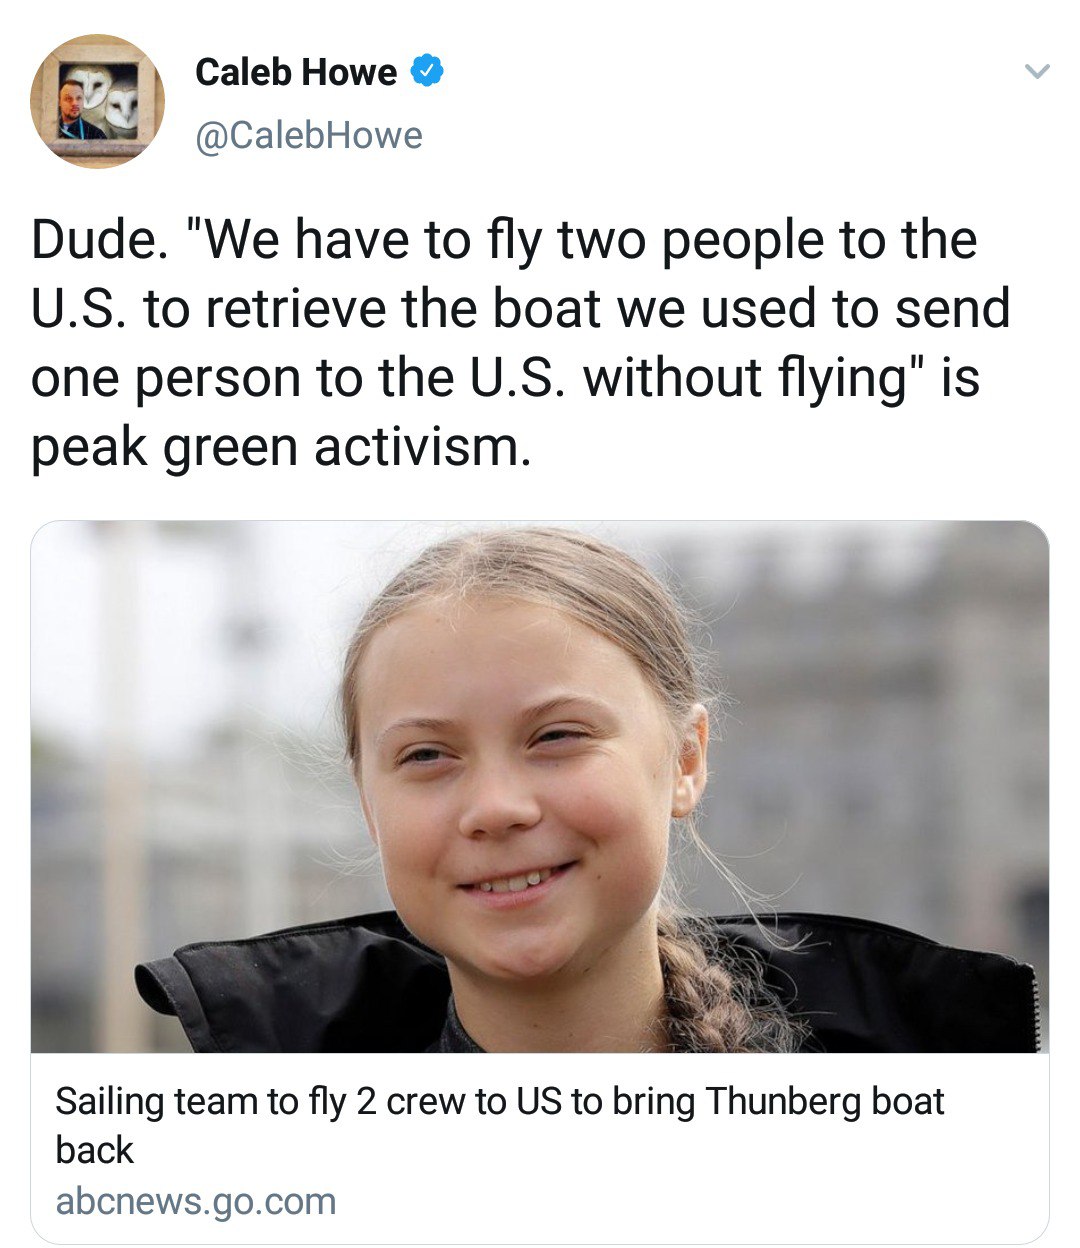 Caleb Howe
@CalebHowe
Dude. "We have to fly two people to the
U.S. to retrieve the boat we used to send
one person to the U.S. without flying" is
peak green activism.
Sailing team to fly 2 crew to US to bring Thunberg boat
back
abcnews.go.com